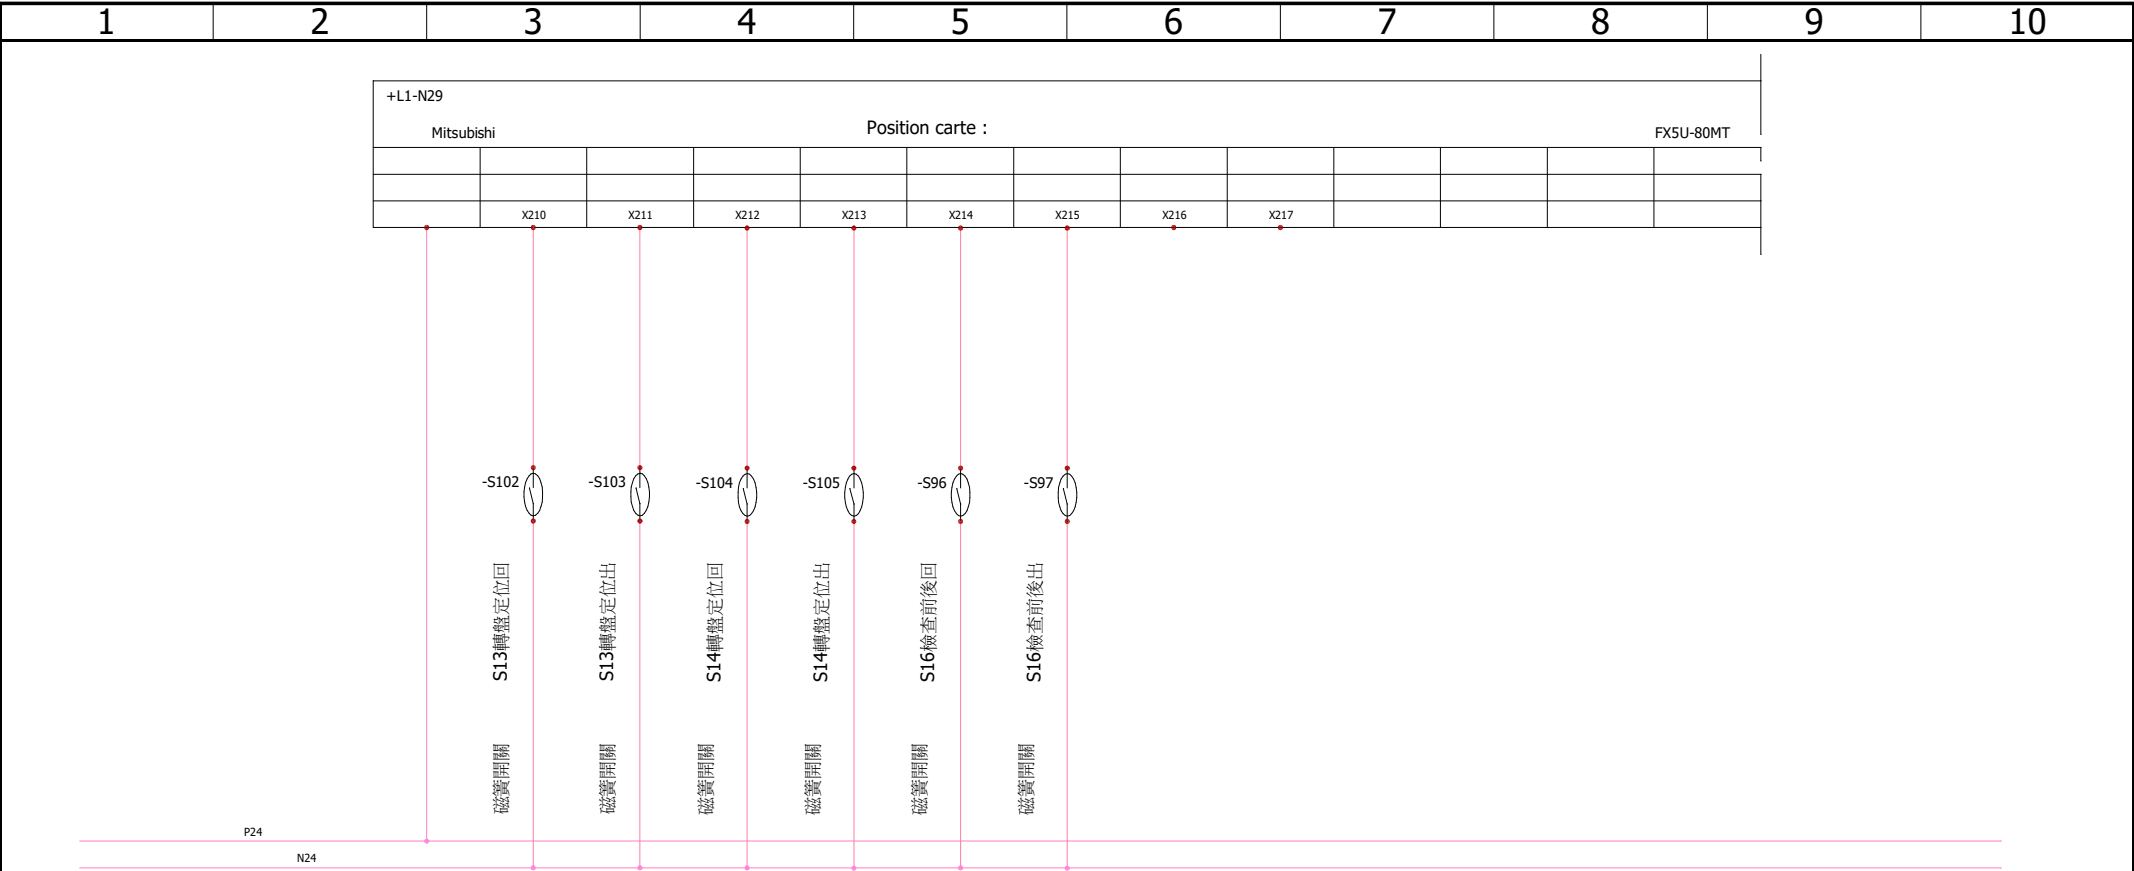 1 2 3 4 5 6 7 8 9 10
+L1-N29
Mitsubishi
Position carte :
FX5U-80MT
X210 X211 X212 X213 X214 X215 X216 X217
-S102 -S103 -S104 -S105 -S96 -S97
S13轉盤定位回
S13轉盤定位出
S14轉盤定位回
S14轉盤定位出
S16檢查前後回
S16檢查前後出
磁簧開關
磁簧開關
磁簧開關
磁簧開關
磁簧開關
磁簧開關
P24
N24